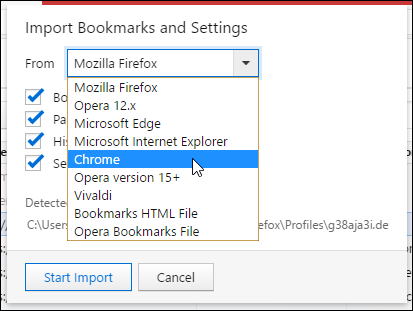 Import Bookmarks and Settings
From Mozilla Firefox
Mozilla Firefox
Opera 12.x
Microsoft Edge
Microsoft Internet Explorer
Chrome
Opera version 15+
Vivaldi
Bookmarks HTML File
Opera Bookmarks File
Bo
Pa
His
Se
Detected
C:\Users efox\Profiles\g38aja3i.de
Start Import Cancel